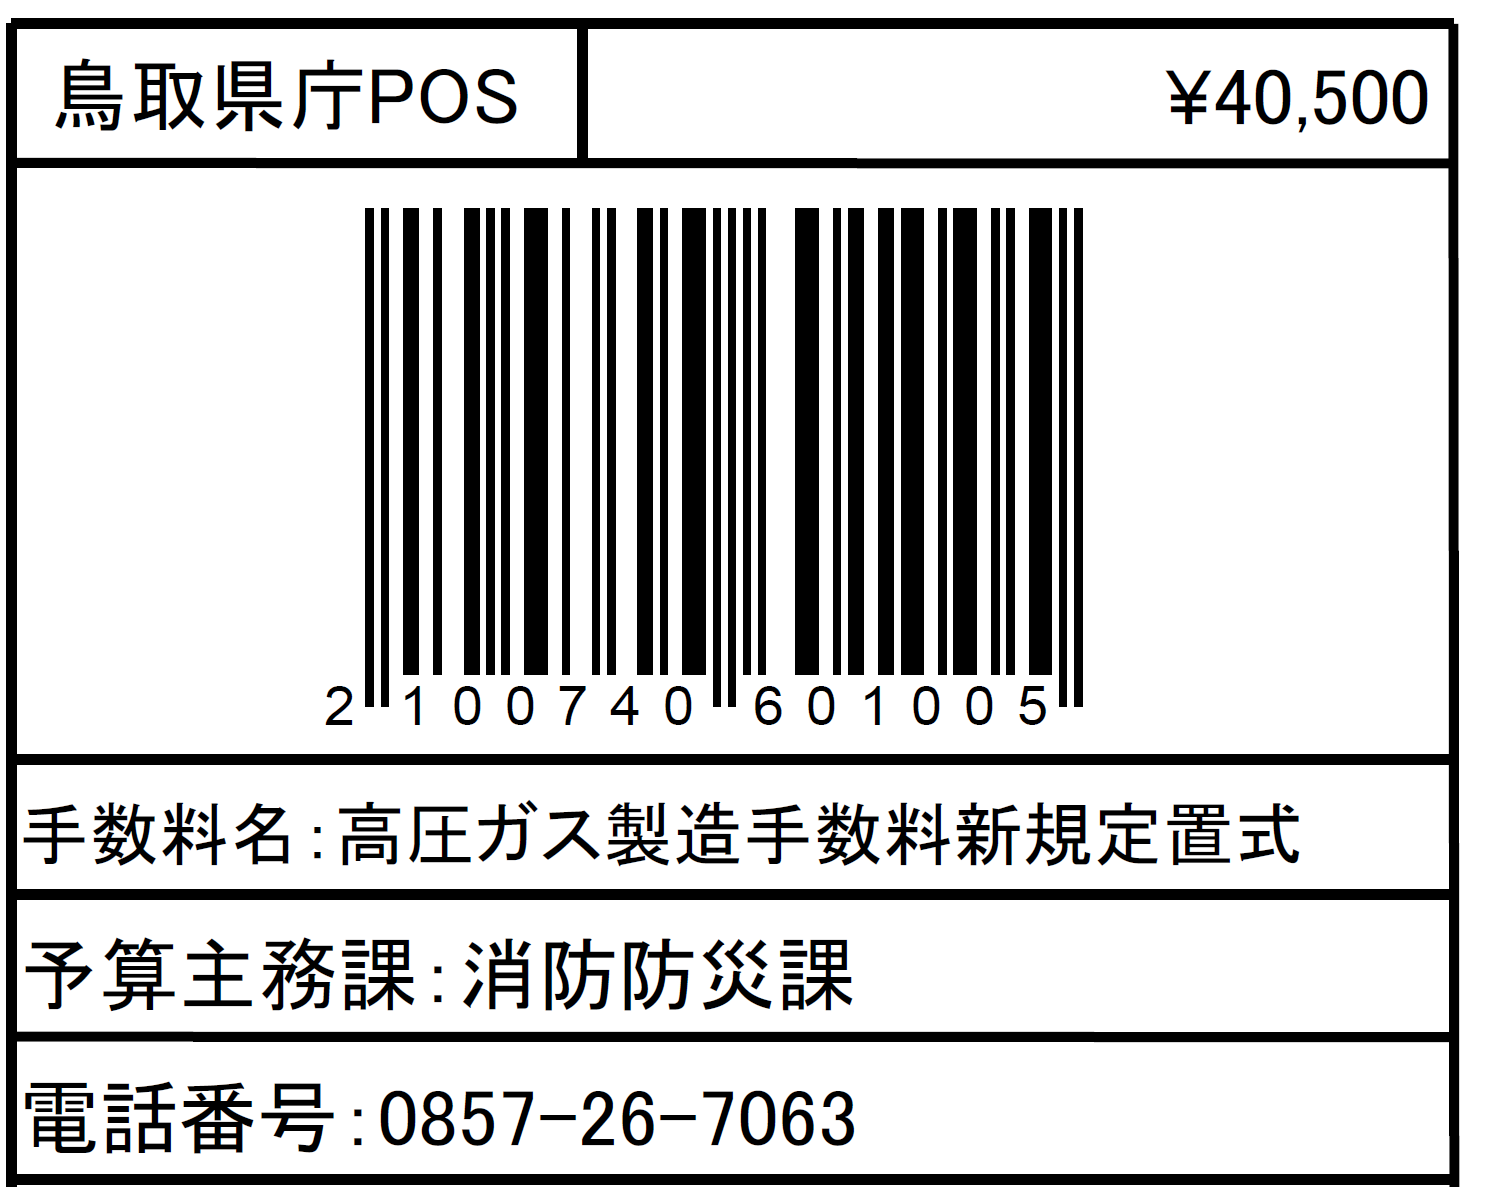 鳥取県庁POS
¥40,500
2 100740 601005
手数料名:高圧ガス製造手数料新規定置式
予算主務課:消防防災課
電話番号:0857-26-7063